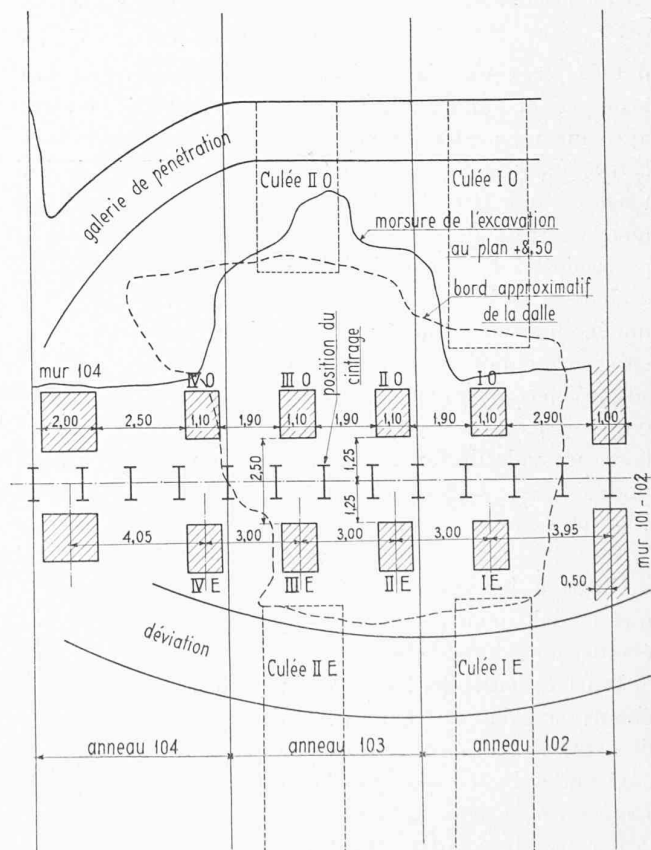 galerie de pénétration
Culée II O
Culée I O
morsure de l'excavation
au plan +8,50
bord approximatif
de la dalle
position du
cintrage
mur 104
IV O
III O
II O
I O
2,00
2,50
1,10
1,90
1,10
1,90
1,10
1,90
1,10
2,90
1,00
2,50
1,25
1,25
mur 101-102
4,05
3,00
3,00
3,00
3,95
IV E
III E
II E
I E
0,50
déviation
Culée II E
Culée I E
anneau 104
anneau 103
anneau 102